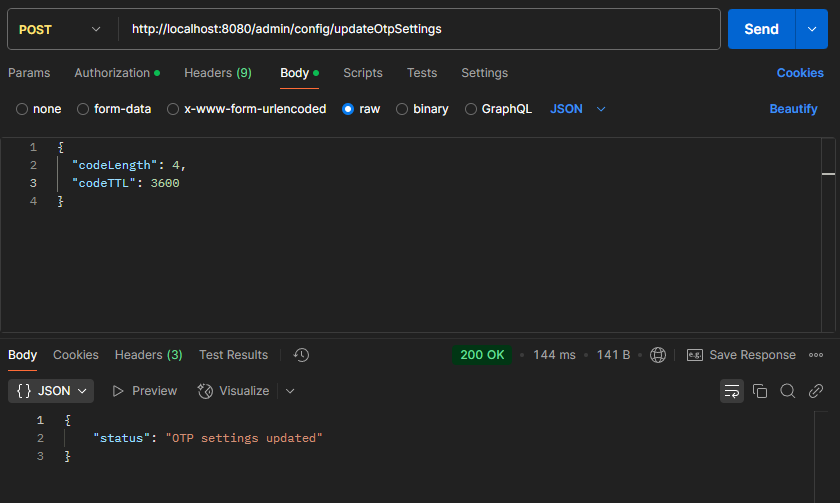 POST http://localhost:8080/admin/config/updateOtpSettings Send
Params Authorization Headers (9) Body Scripts Tests Settings Cookies
none form-data x-www-form-urlencoded raw binary GraphQL JSON Beautify
1 {
2 "codeLength": 4,
3 "codeTTL": 3600
4 }
Body Cookies Headers (3) Test Results 200 OK • 144 ms • 141 B • e.g. Save Response
{} JSON Preview Visualize
1 {
2 "status": "OTP settings updated"
3 }